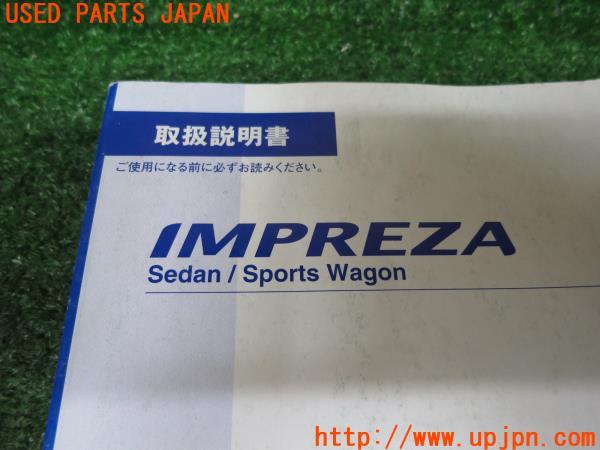 USED PARTS JAPAN.
取扱説明書
ご使用になる前に必ずお読みください。
IMPREZA
Sedan / Sports Wagon
http://www.upjpn.com